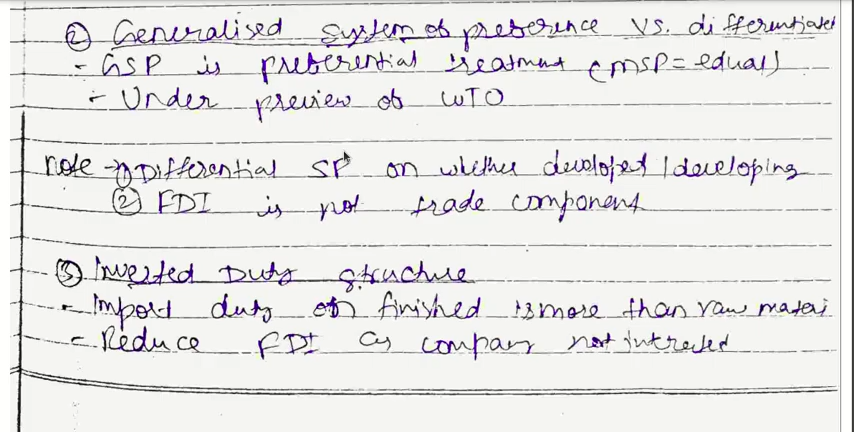 ② Generalised system of preference vs. differentiated
- GSP is preferential treatment (MSP = equal)
- Under preview of WTO
note → ① Differential SP on whether developed / developing
② FDI is not trade component
③ Inverted Duty structure
- Import duty on finished is more than raw materi
- Reduce FDI as company not intrested